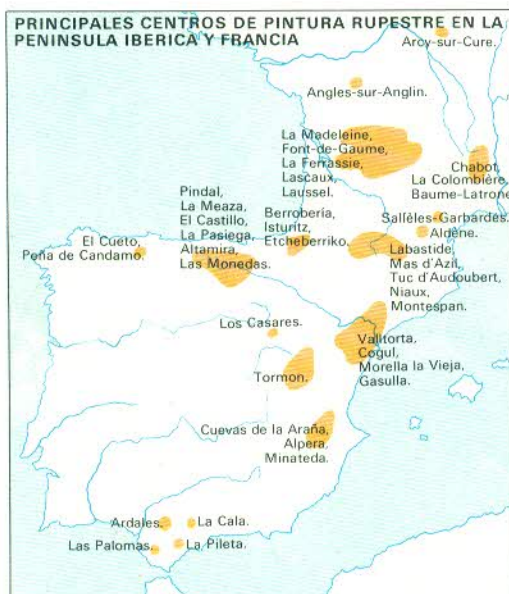 PRINCIPALES CENTROS DE PINTURA RUPESTRE EN LA
PENINSULA IBERICA Y FRANCIA
Arcy-sur-Cure.
Angles-sur-Anglin.
La Madeleine,
Font-de-Gaume,
La Ferrassie,
Lascaux,
Laussel.
Chabot,
La Colombière,
Baume-Latrone
Pindal,
La Meaza,
El Castillo,
La Pasiega,
Altamira,
Las Monedas.
Berrobería,
Isturitz,
Etcheberriko.
Sallèles-Garbardes.
Aldène.
El Cueto,
Peña de Candamo.
Labastide,
Mas d'Azil,
Tuc d'Audoubert,
Niaux,
Montespan.
Los Casares.
Valltorta,
Cogul,
Morella la Vieja,
Gasulla.
Tormon.
Cuevas de la Araña,
Alpera.
Minateda.
Ardales.
La Cala.
Las Palomas.
La Pileta.